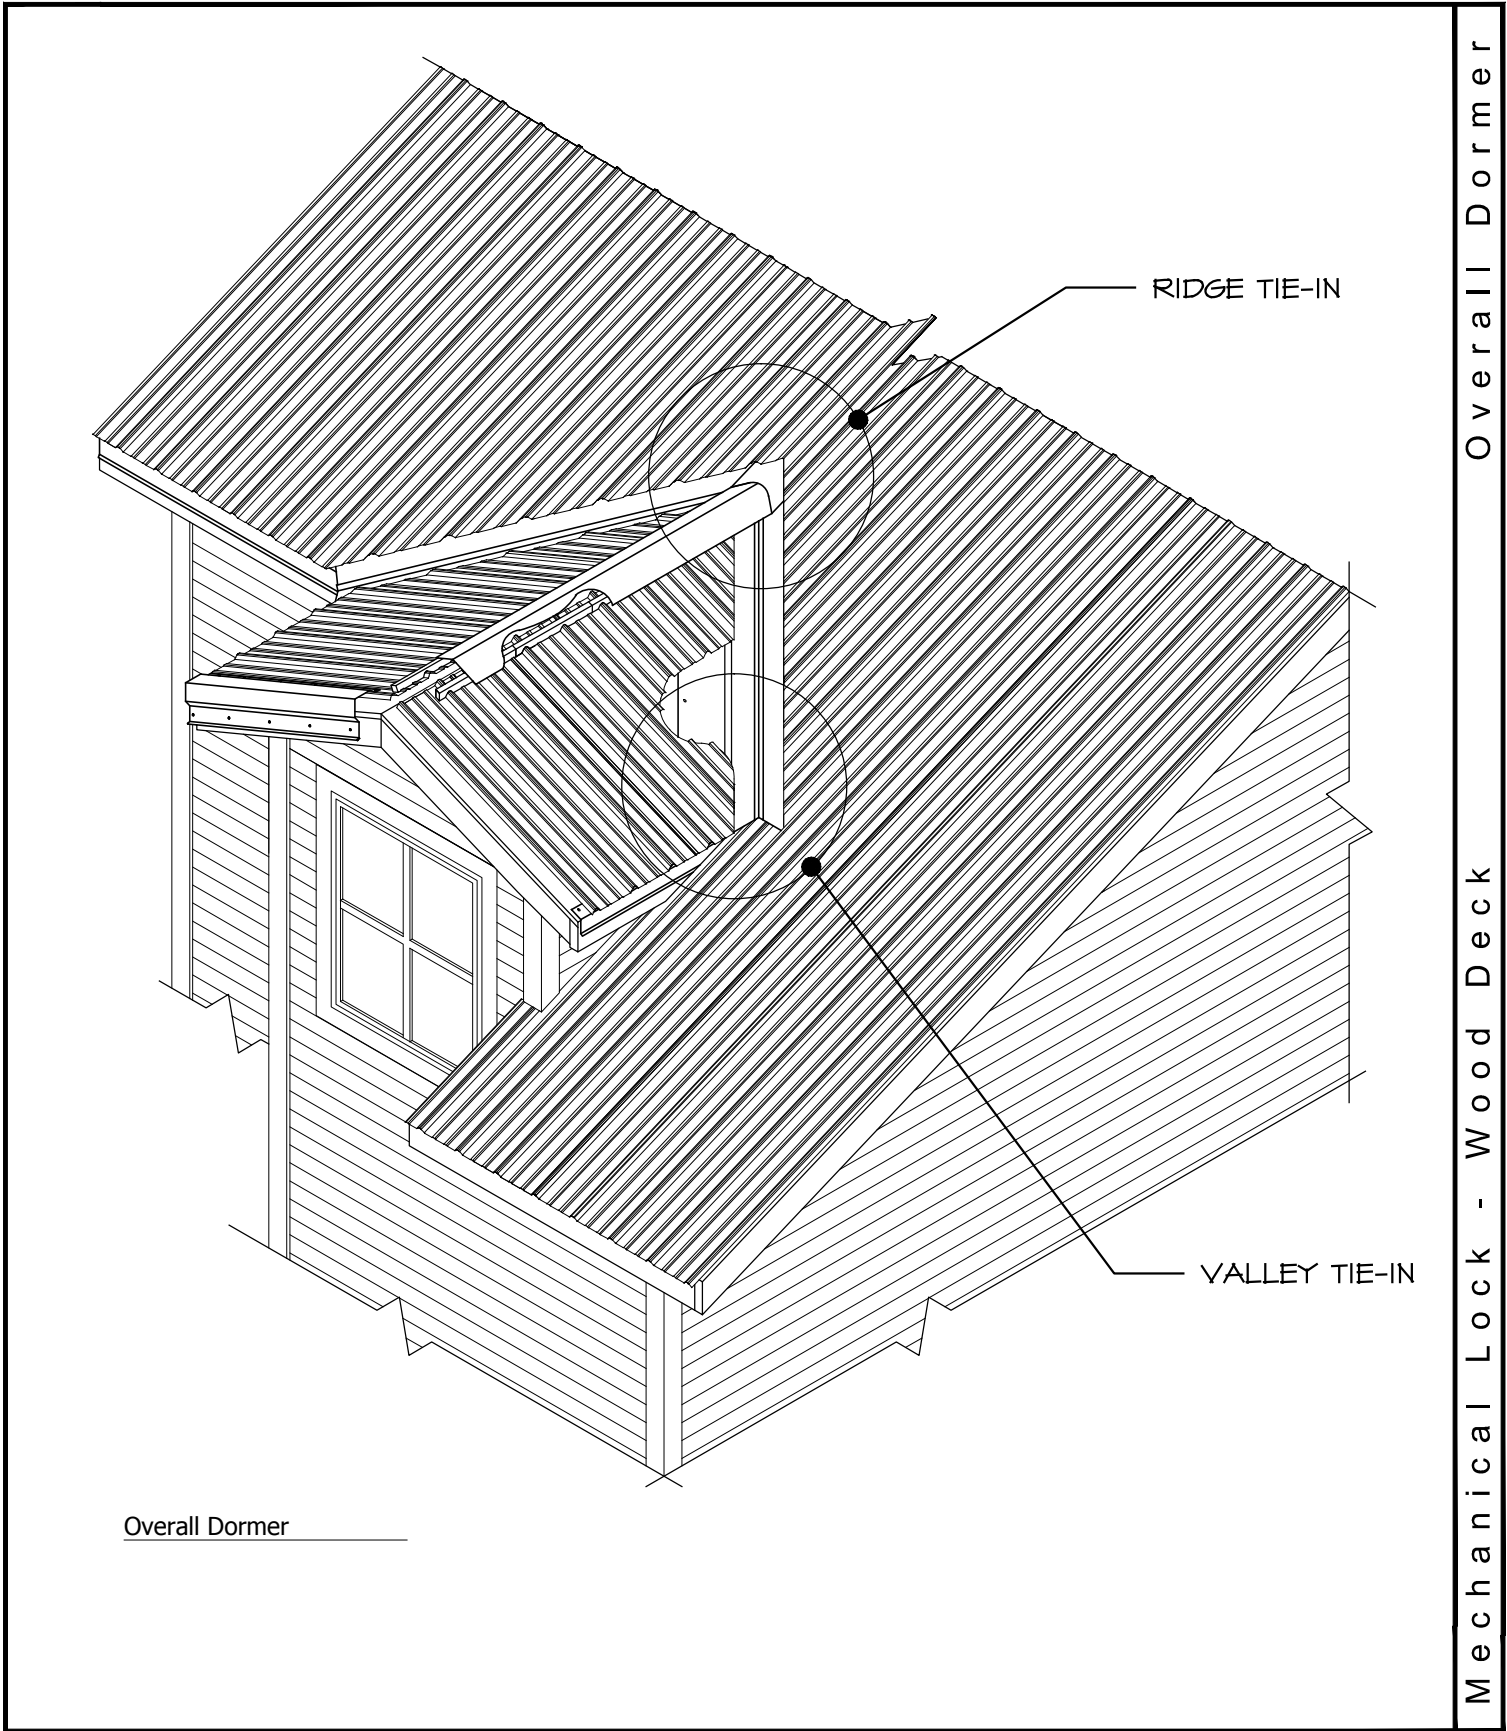 RIDGE TIE-IN
VALLEY TIE-IN
Overall Dormer
Mechanical Lock - Wood Deck
Overall Dormer